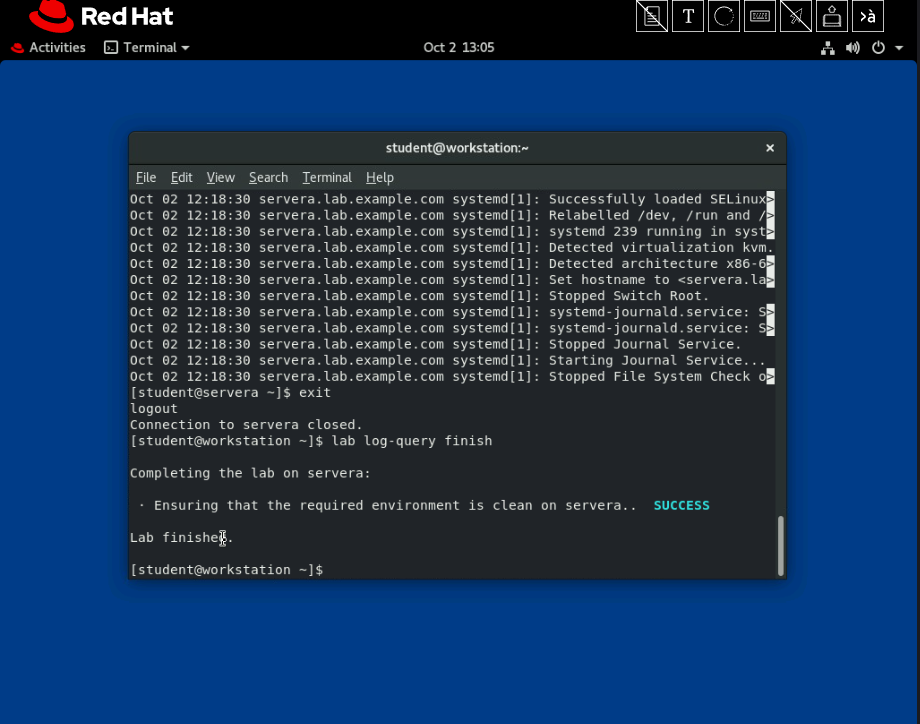 Red Hat
T
>à
Activities Terminal Oct 2 13:05
student@workstation:~ ×
File Edit View Search Terminal Help
Oct 02 12:18:30 servera.lab.example.com systemd[1]: Successfully loaded SELinux>
Oct 02 12:18:30 servera.lab.example.com systemd[1]: Relabelled /dev, /run and />
Oct 02 12:18:30 servera.lab.example.com systemd[1]: systemd 239 running in syst>
Oct 02 12:18:30 servera.lab.example.com systemd[1]: Detected virtualization kvm.
Oct 02 12:18:30 servera.lab.example.com systemd[1]: Detected architecture x86-6>
Oct 02 12:18:30 servera.lab.example.com systemd[1]: Set hostname to <servera.la>
Oct 02 12:18:30 servera.lab.example.com systemd[1]: Stopped Switch Root.
Oct 02 12:18:30 servera.lab.example.com systemd[1]: systemd-journald.service: S>
Oct 02 12:18:30 servera.lab.example.com systemd[1]: systemd-journald.service: S>
Oct 02 12:18:30 servera.lab.example.com systemd[1]: Stopped Journal Service.
Oct 02 12:18:30 servera.lab.example.com systemd[1]: Starting Journal Service...
Oct 02 12:18:30 servera.lab.example.com systemd[1]: Stopped File System Check o>
[student@servera ~]$ exit
logout
Connection to servera closed.
[student@workstation ~]$ lab log-query finish
Completing the lab on servera:
· Ensuring that the required environment is clean on servera.. SUCCESS
Lab finished.
[student@workstation ~]$